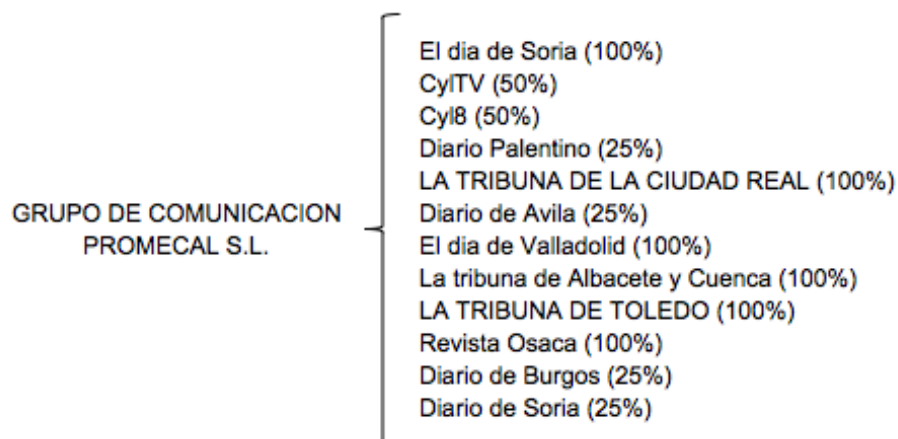 GRUPO DE COMUNICACION
PROMECAL S.L.
El dia de Soria (100%)
CylTV (50%)
Cyl8 (50%)
Diario Palentino (25%)
LA TRIBUNA DE LA CIUDAD REAL (100%)
Diario de Avila (25%)
El dia de Valladolid (100%)
La tribuna de Albacete y Cuenca (100%)
LA TRIBUNA DE TOLEDO (100%)
Revista Osaca (100%)
Diario de Burgos (25%)
Diario de Soria (25%)